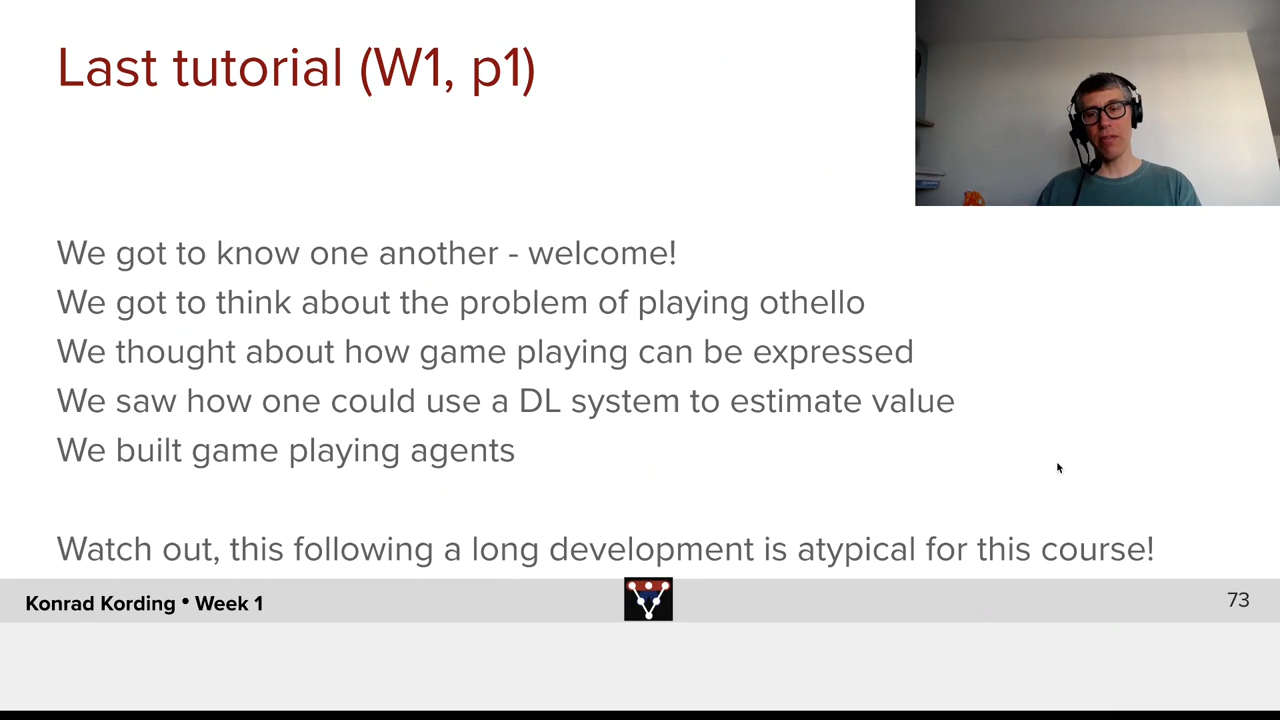 Last tutorial (W1, p1)
We got to know one another - welcome!
We got to think about the problem of playing othello
We thought about how game playing can be expressed
We saw how one could use a DL system to estimate value
We built game playing agents
Watch out, this following a long development is atypical for this course!
Konrad Kording • Week 1
73